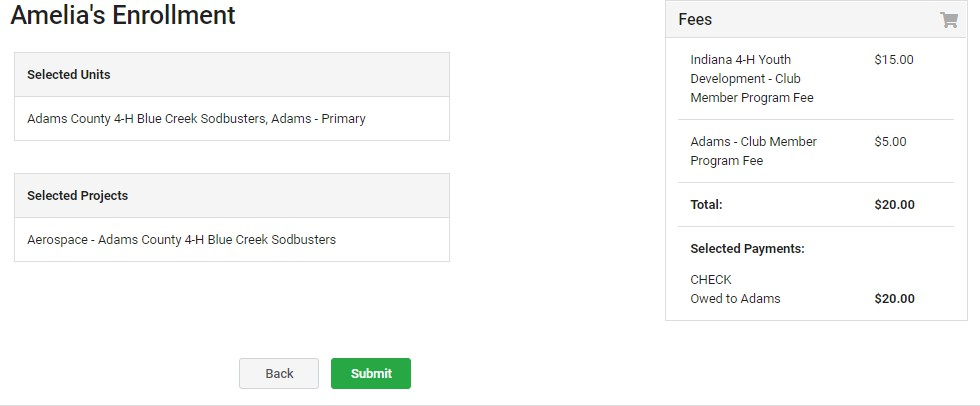 Amelia's Enrollment
Selected Units
Adams County 4-H Blue Creek Sodbusters, Adams - Primary
Selected Projects
Aerospace - Adams County 4-H Blue Creek Sodbusters
Back
Submit
Fees
Indiana 4-H Youth $15.00
Development - Club
Member Program Fee
Adams - Club Member $5.00
Program Fee
Total: $20.00
Selected Payments:
CHECK
Owed to Adams $20.00